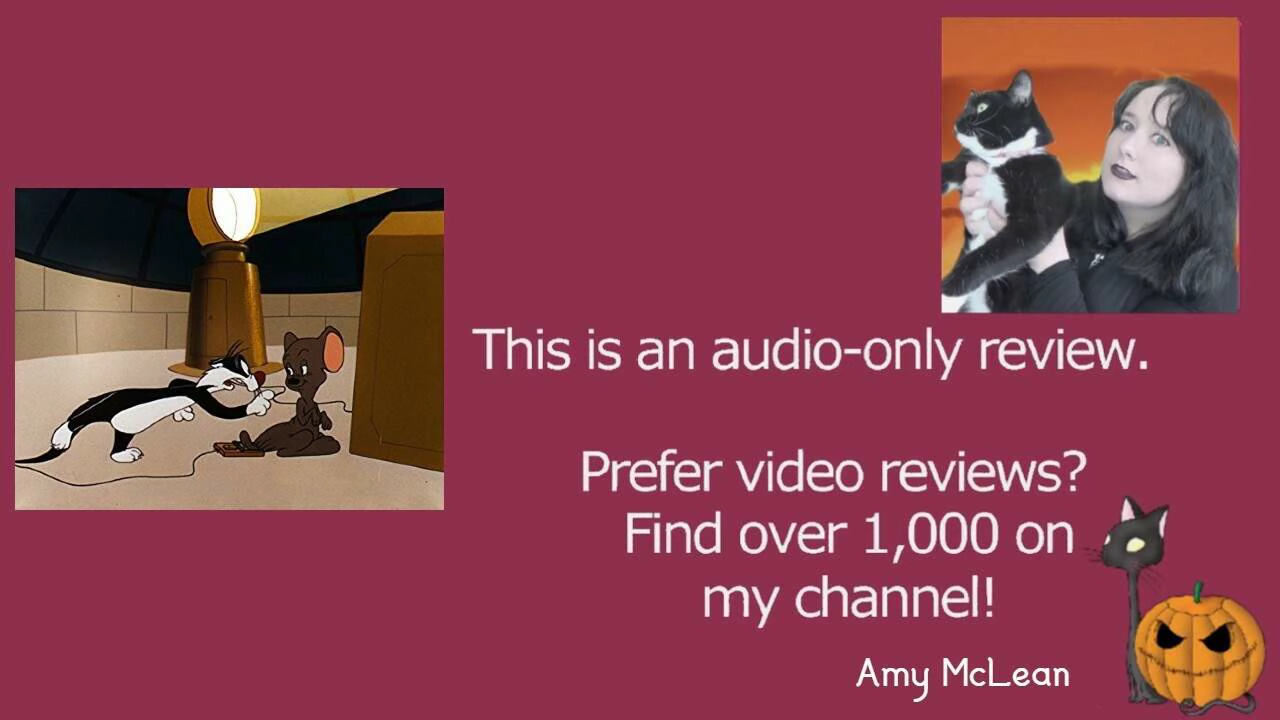 This is an audio-only review.
Prefer video reviews?
Find over 1,000 on
my channel!
Amy McLean